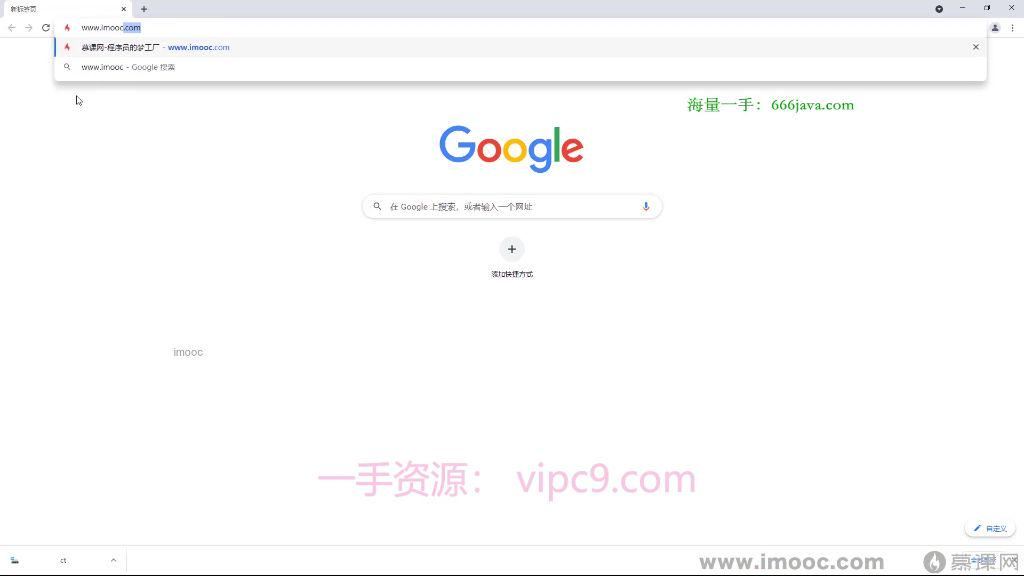 新标签页
www.imooc.com
慕课网-程序员的梦工厂 - www.imooc.com
www.imooc - Google 搜索
海量一手：666java.com
Google
在 Google 上搜索，或者输入一个网址
添加快捷方式
imooc
一手资源： vipc9.com
自定义
ct
www.imooc.com
慕课网